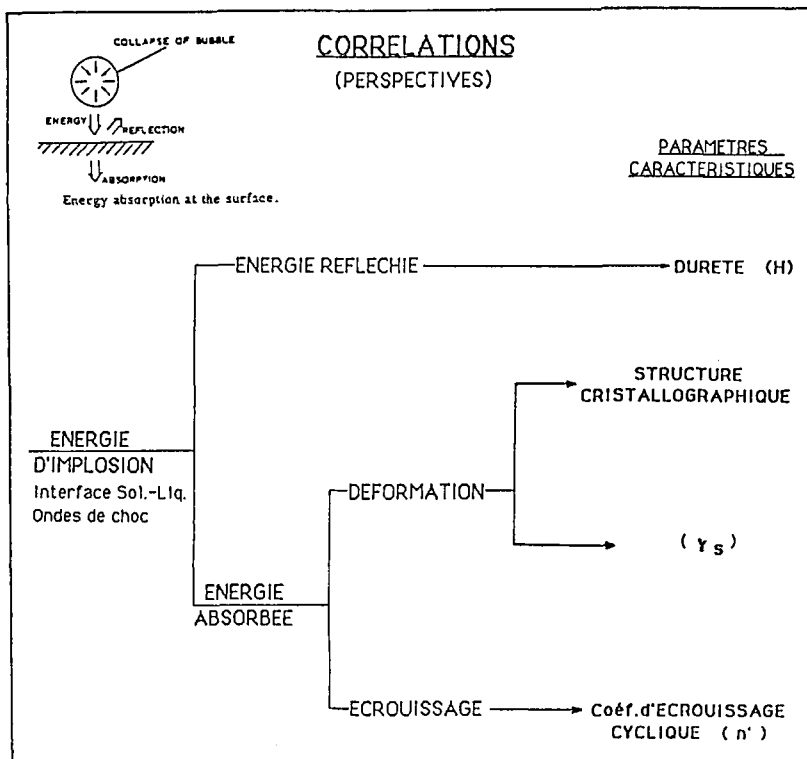 COLLAPSE OF BUBBLE
ENERGY
REFLECTION
ABSORPTION
Energy absorption at the surface.
CORRELATIONS
(PERSPECTIVES)
PARAMETRES
CARACTERISTIQUES
ENERGIE REFLECHIE
DURETE (H)
STRUCTURE
CRISTALLOGRAPHIQUE
ENERGIE
D'IMPLOSION
Interface Sol.-Liq.
Ondes de choc
DEFORMATION
(γs)
ENERGIE
ABSORBEE
ECROUISSAGE
Coéf.d'ECROUISSAGE
CYCLIQUE (n')